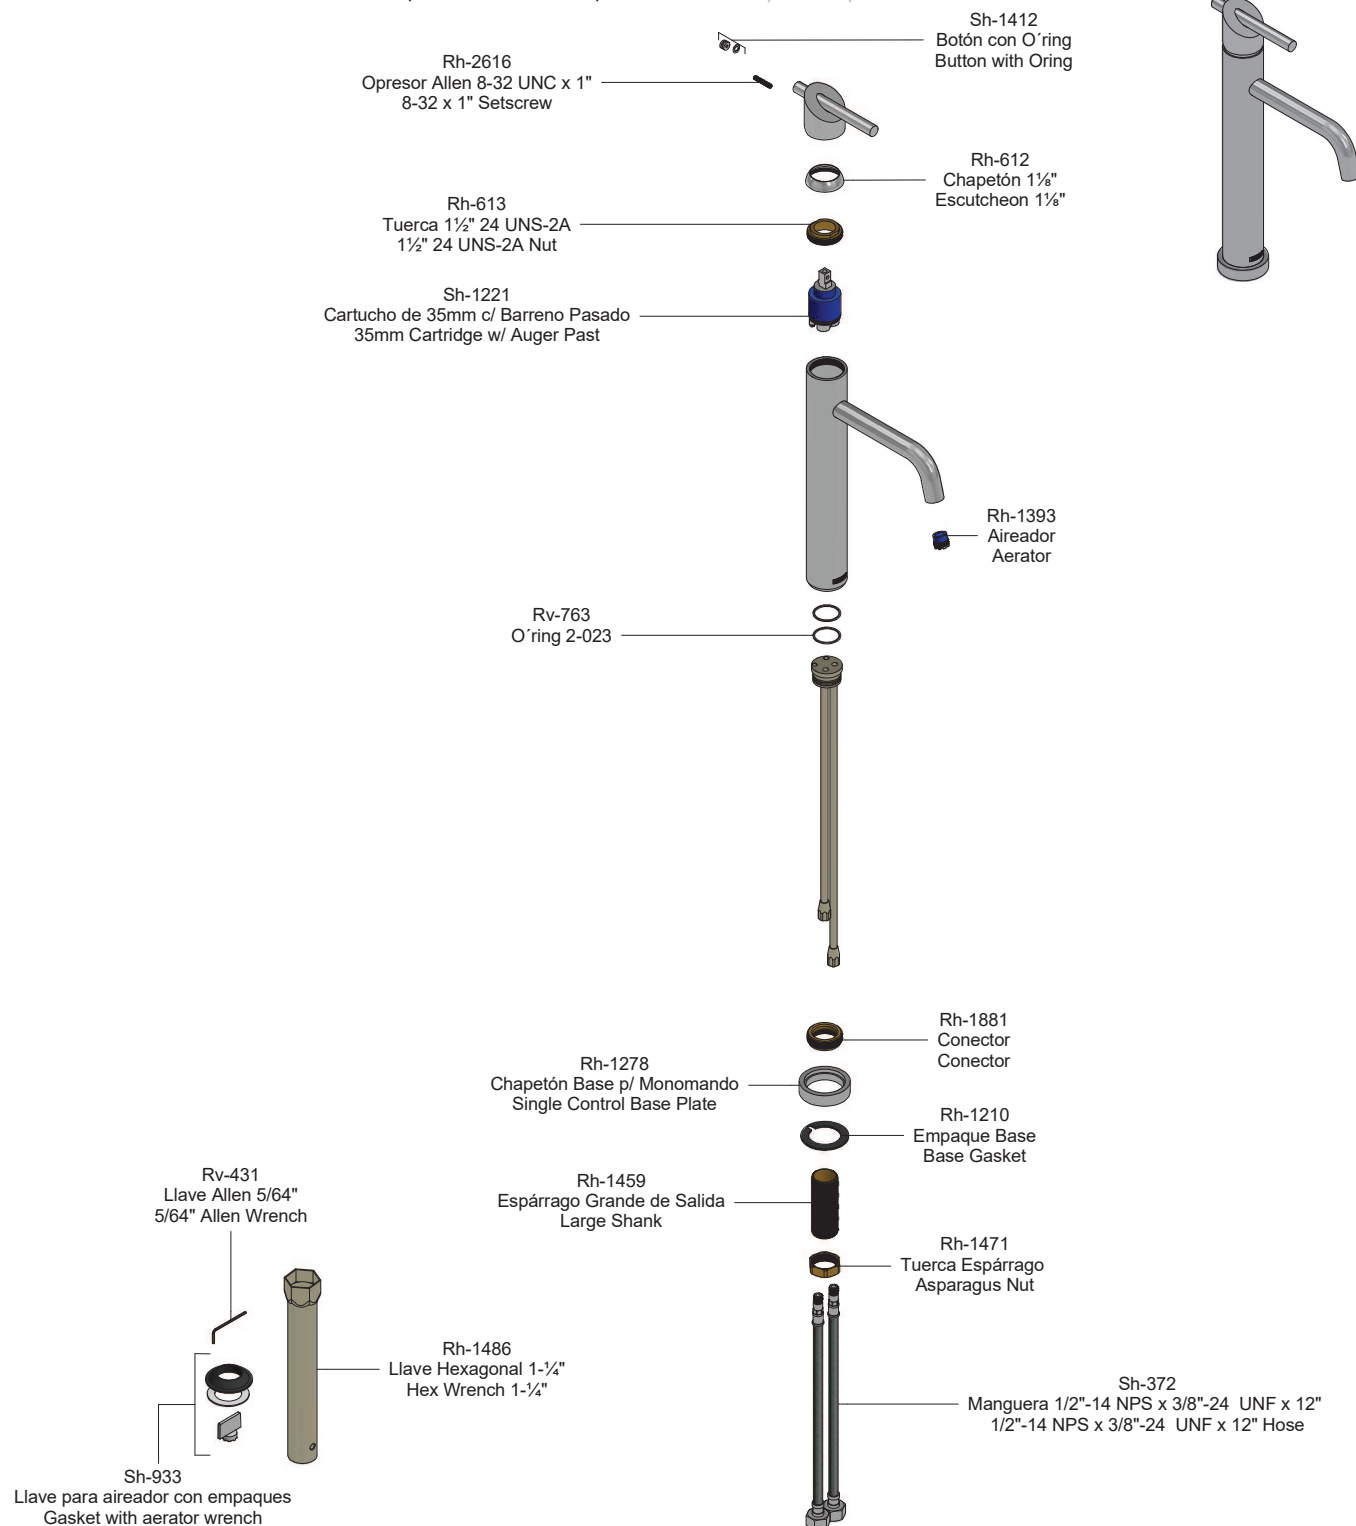 Sh-1412
Botón con O´ring
Button with Oring
Rh-2616
Opresor Allen 8-32 UNC x 1"
8-32 x 1" Setscrew
Rh-612
Chapetón 1⅛"
Escutcheon 1⅛"
Rh-613
Tuerca 1½" 24 UNS-2A
1½" 24 UNS-2A Nut
Sh-1221
Cartucho de 35mm c/ Barreno Pasado
35mm Cartridge w/ Auger Past
Rh-1393
Aireador
Aerator
Rv-763
O´ring 2-023
Rh-1881
Conector
Conector
Rh-1278
Chapetón Base p/ Monomando
Single Control Base Plate
Rh-1210
Empaque Base
Base Gasket
Rv-431
Llave Allen 5/64"
5/64" Allen Wrench
Rh-1459
Espárrago Grande de Salida
Large Shank
Rh-1471
Tuerca Espárrago
Asparagus Nut
Rh-1486
Llave Hexagonal 1-¼"
Hex Wrench 1-¼"
Sh-372
Manguera 1/2"-14 NPS x 3/8"-24 UNF x 12"
1/2"-14 NPS x 3/8"-24 UNF x 12" Hose
Sh-933
Llave para aireador con empaques
Gasket with aerator wrench